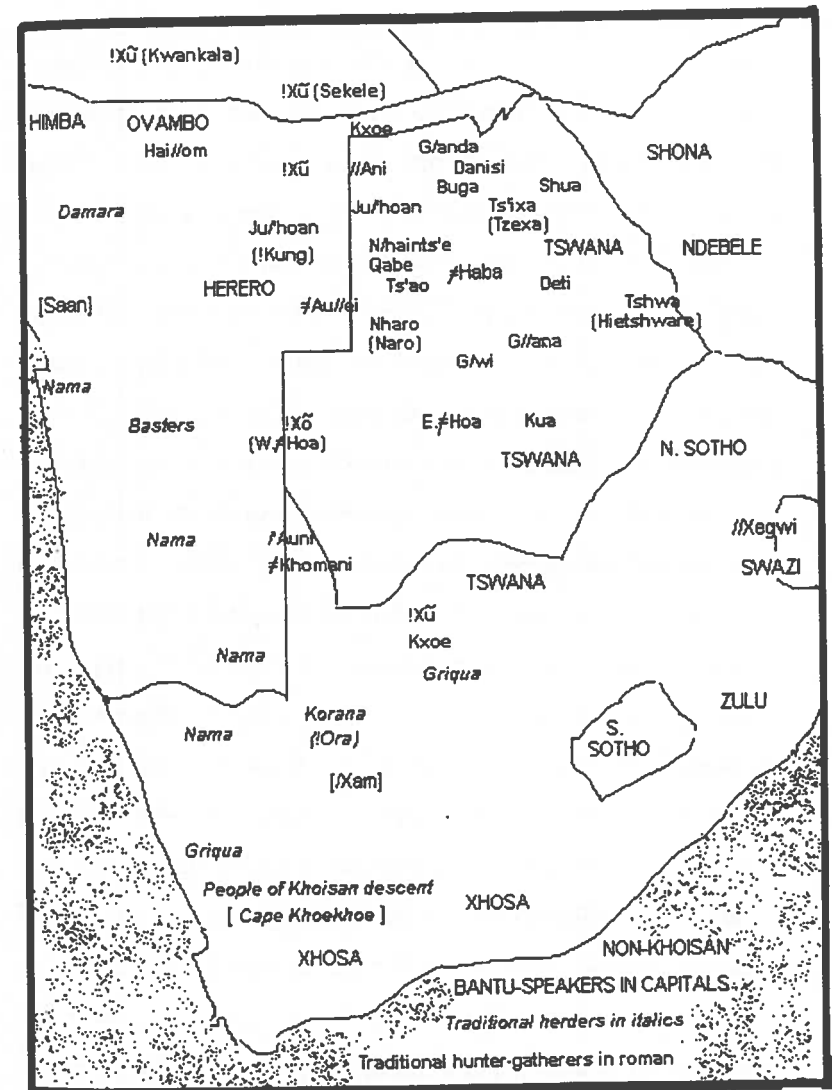 !Xũ (Kwankala)
!Xũ (Sekele)
HIMBA
OVAMBO
Kxoe
G/anda
Hai//om
SHONA
!Xũ
//Ani
Danisi
Buga
Shua
Damara
Ju/'hoan
Ts'ixa
(Tzexa)
Ju/'hoan
(!Kung)
N/haints'e
TSWANA
NDEBELE
Qabe
≠Haba
Ts'ao
Deti
HERERO
[Saan]
≠Au//ei
Tshwa
(Hietshware)
Nharo
(Naro)
G//ana
G/wi
Nama
Basters
!Xõ
(W.≠Hoa)
E.≠Hoa
Kua
TSWANA
N. SOTHO
//Xegwi
Nama
/'Auni
≠Khomani
SWAZI
TSWANA
!Xũ
Kxoe
Nama
Griqua
ZULU
Korana
(!Ora)
Nama
S.
SOTHO
[/Xam]
Griqua
People of Khoisan descent
[ Cape Khoekhoe ]
XHOSA
XHOSA
NON-KHOISAN
BANTU-SPEAKERS IN CAPITALS
Traditional herders in italics
Traditional hunter-gatherers in roman